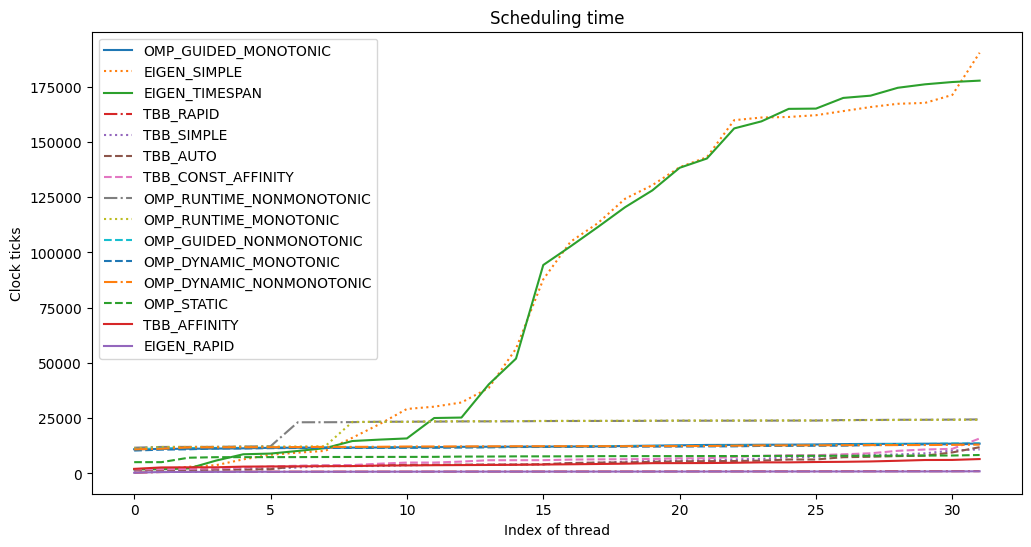 Scheduling time
OMP_GUIDED_MONOTONIC
EIGEN_SIMPLE
EIGEN_TIMESPAN
TBB_RAPID
TBB_SIMPLE
TBB_AUTO
TBB_CONST_AFFINITY
OMP_RUNTIME_NONMONOTONIC
OMP_RUNTIME_MONOTONIC
OMP_GUIDED_NONMONOTONIC
OMP_DYNAMIC_MONOTONIC
OMP_DYNAMIC_NONMONOTONIC
OMP_STATIC
TBB_AFFINITY
EIGEN_RAPID
Clock ticks
175000
150000
125000
100000
75000
50000
25000
0
0 5 10 15 20 25 30
Index of thread